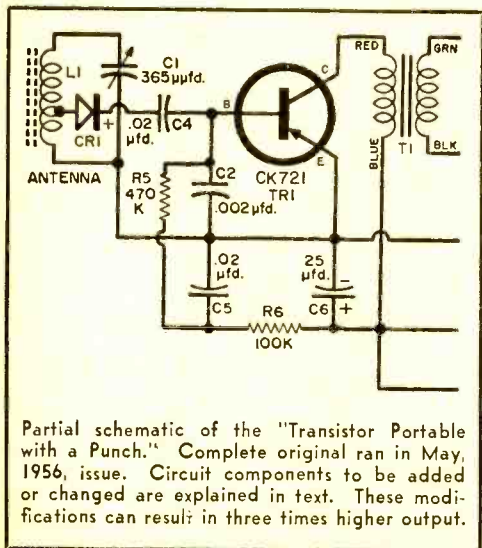 RED
GRN
C1
365µµfd.
L1
C
+
CR1
.02
µfd.
C4
B
E
CK721
TR1
BLUE
T1
BLK
ANTENNA
R5
470
K
C2
.002µfd.
.02
µfd.
C5
25
µfd.
–
+
C6
R6
100K
Partial schematic of the "Transistor Portable
with a Punch." Complete original ran in May,
1956, issue. Circuit components to be added
or changed are explained in text. These modi-
fications can result in three times higher output.